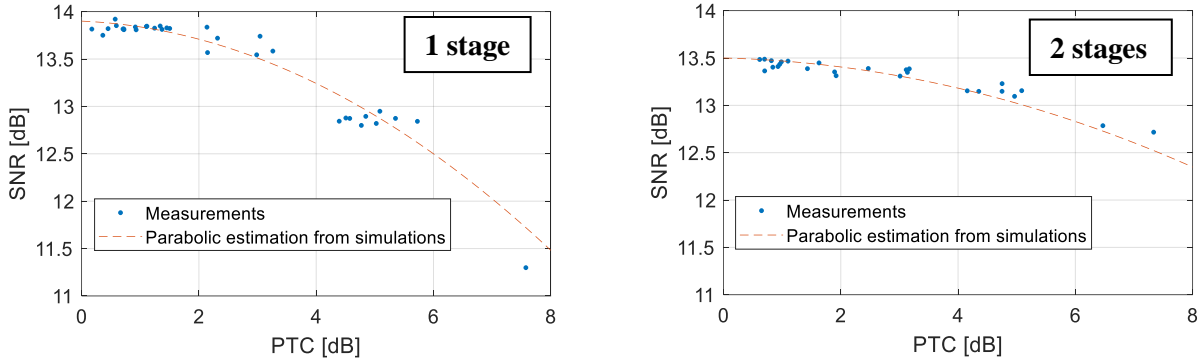 1 stage
14
13.5
13
12.5
12
11.5
11
SNR [dB]
Measurements
Parabolic estimation from simulations
0 2 4 6 8
PTC [dB]
2 stages
14
13.5
13
12.5
12
11.5
11
SNR [dB]
Measurements
Parabolic estimation from simulations
0 2 4 6 8
PTC [dB]